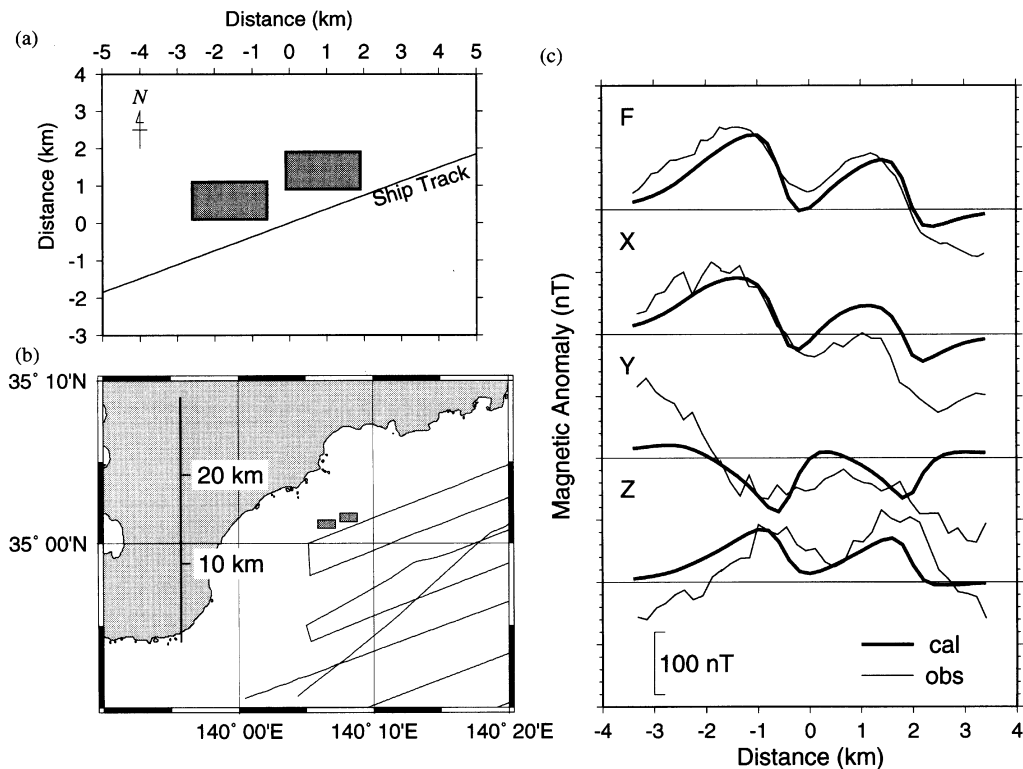 (a)
Distance (km)
-5 -4 -3 -2 -1 0 1 2 3 4 5
4
3
2
1
0
-1
-2
-3
Distance (km)
N
Ship Track
(b)
35° 10'N
35° 00'N
20 km
10 km
140° 00'E 140° 10'E 140° 20'E
(c)
Magnetic Anomaly (nT)
F
X
Y
Z
100 nT
cal
obs
-4 -3 -2 -1 0 1 2 3 4
Distance (km)